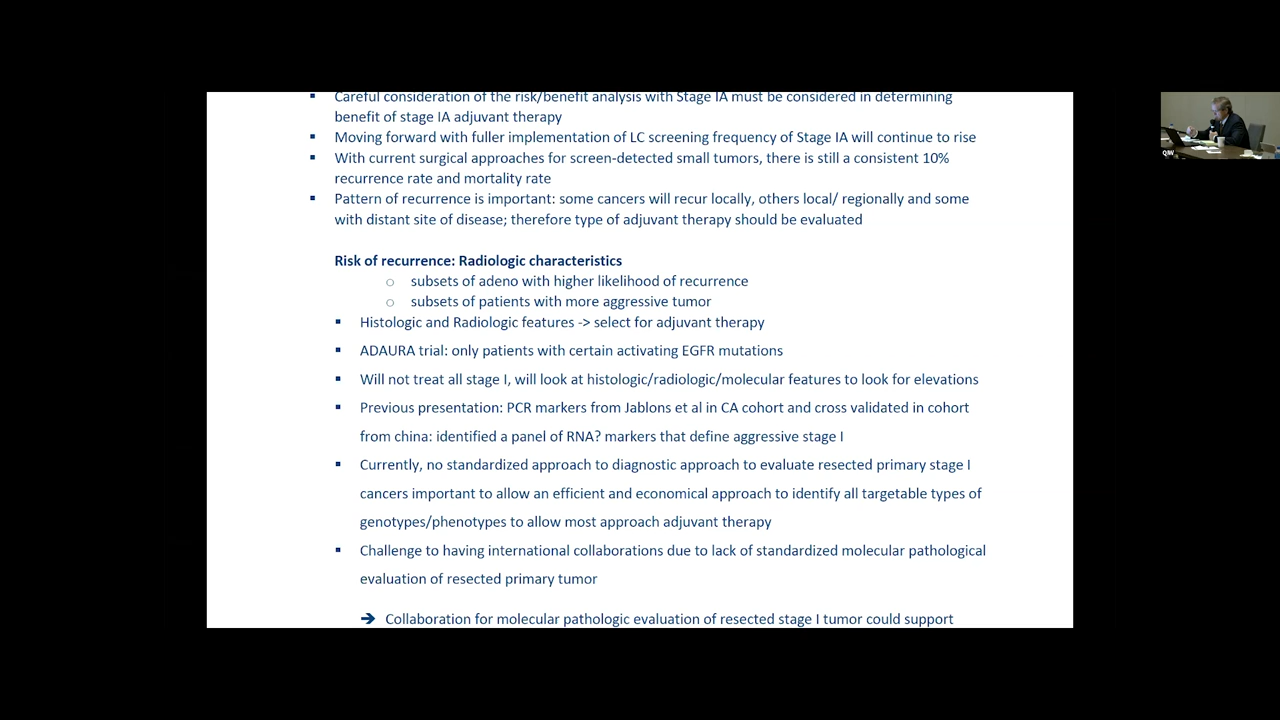 ▪ Careful consideration of the risk/benefit analysis with Stage IA must be considered in determining
benefit of stage IA adjuvant therapy
▪ Moving forward with fuller implementation of LC screening frequency of Stage IA will continue to rise
▪ With current surgical approaches for screen-detected small tumors, there is still a consistent 10%
recurrence rate and mortality rate
▪ Pattern of recurrence is important: some cancers will recur locally, others local/ regionally and some
with distant site of disease; therefore type of adjuvant therapy should be evaluated
Risk of recurrence: Radiologic characteristics
○ subsets of adeno with higher likelihood of recurrence
○ subsets of patients with more aggressive tumor
▪ Histologic and Radiologic features -> select for adjuvant therapy
▪ ADAURA trial: only patients with certain activating EGFR mutations
▪ Will not treat all stage I, will look at histologic/radiologic/molecular features to look for elevations
▪ Previous presentation: PCR markers from Jablons et al in CA cohort and cross validated in cohort
from china: identified a panel of RNA? markers that define aggressive stage I
▪ Currently, no standardized approach to diagnostic approach to evaluate resected primary stage I
cancers important to allow an efficient and economical approach to identify all targetable types of
genotypes/phenotypes to allow most approach adjuvant therapy
▪ Challenge to having international collaborations due to lack of standardized molecular pathological
evaluation of resected primary tumor
➔ Collaboration for molecular pathologic evaluation of resected stage I tumor could support